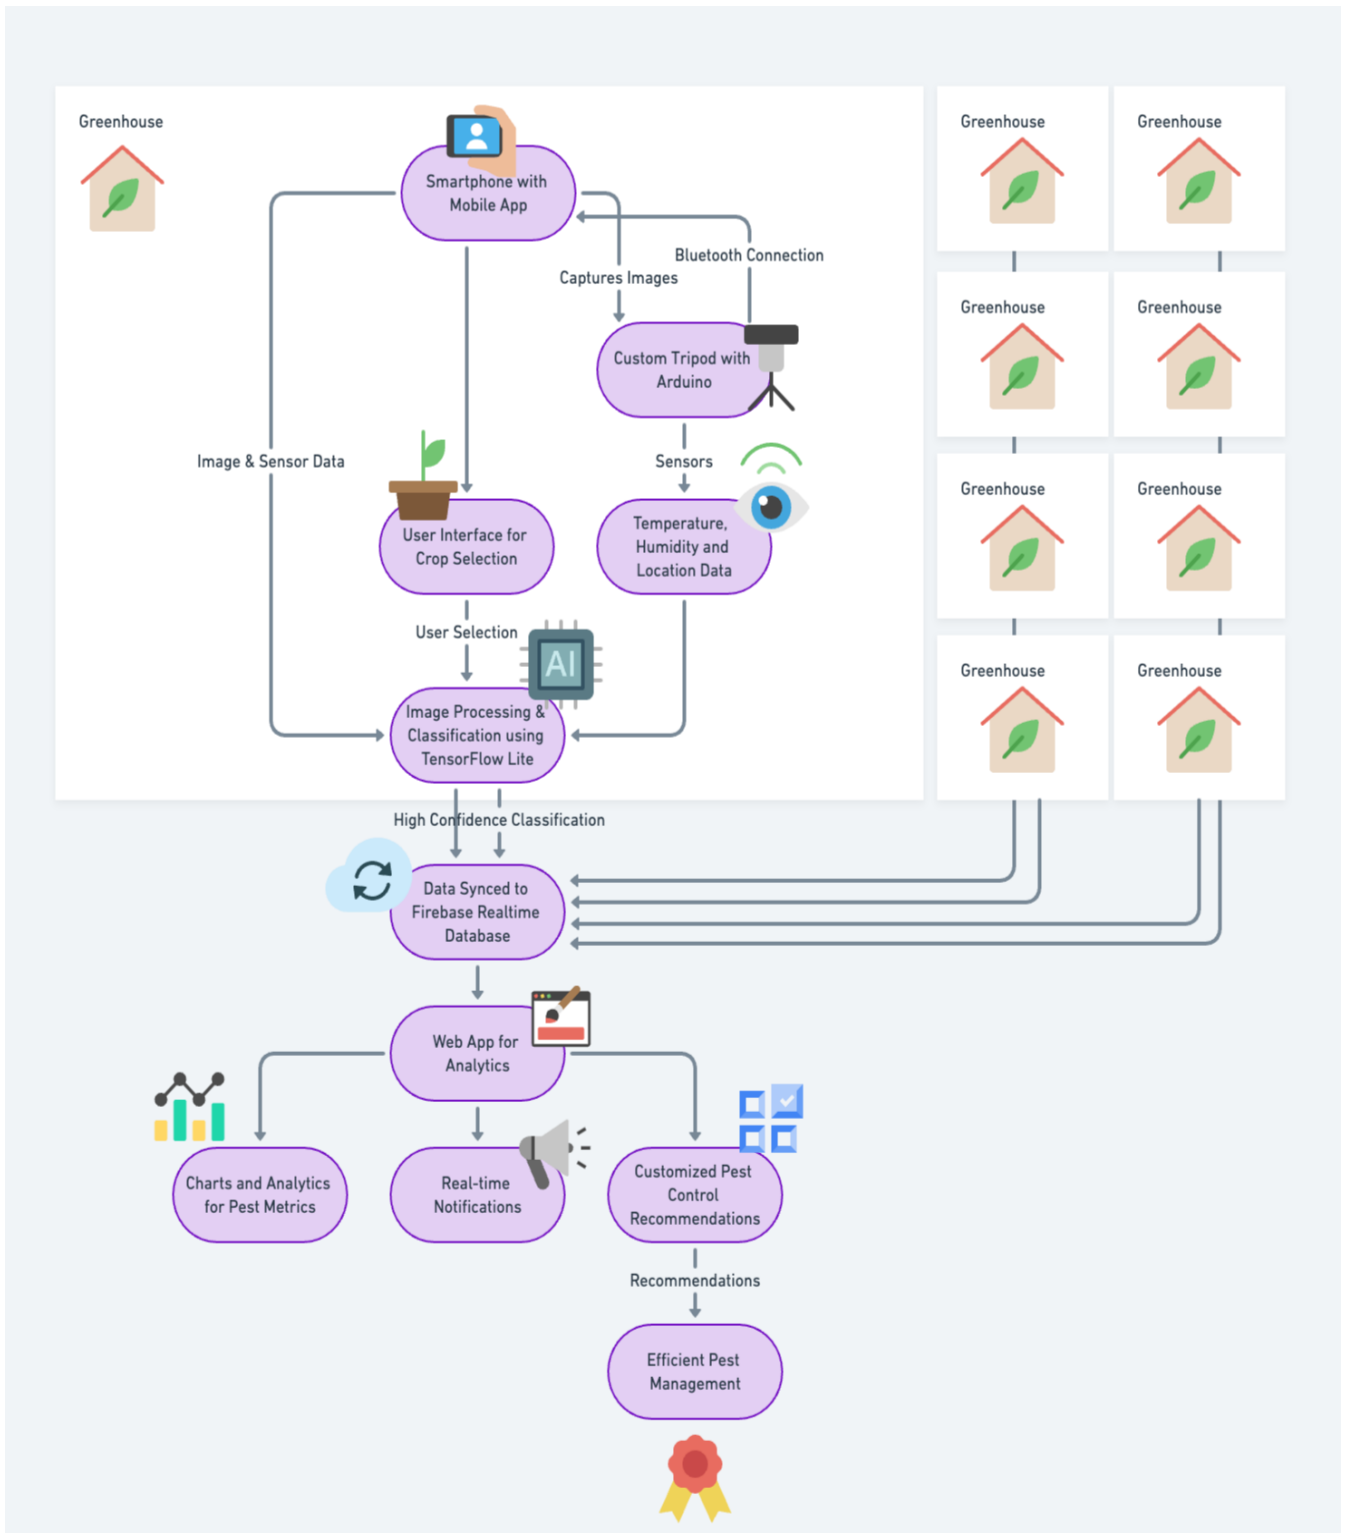 Greenhouse
Greenhouse
Greenhouse
Smartphone with
Mobile App
Bluetooth Connection
Captures Images
Greenhouse
Greenhouse
Custom Tripod with
Arduino
Image & Sensor Data
Sensors
Greenhouse
Greenhouse
User Interface for
Crop Selection
Temperature,
Humidity and
Location Data
User Selection
AI
Greenhouse
Greenhouse
Image Processing &
Classification using
TensorFlow Lite
High Confidence Classification
Data Synced to
Firebase Realtime
Database
Web App for
Analytics
Charts and Analytics
for Pest Metrics
Real-time
Notifications
Customized Pest
Control
Recommendations
Recommendations
Efficient Pest
Management